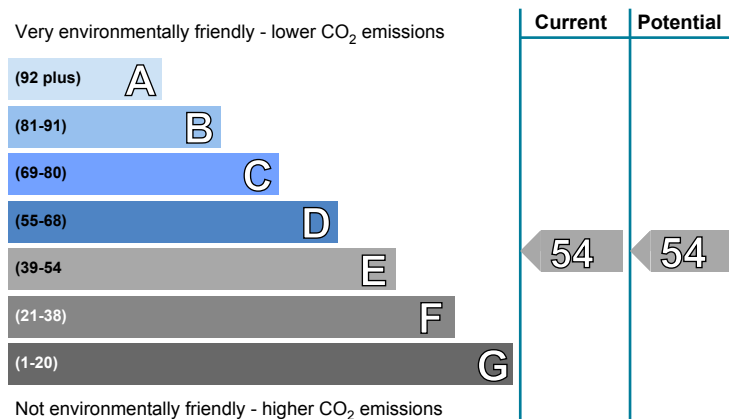 Current Potential
Very environmentally friendly - lower CO2 emissions
(92 plus) A
(81-91) B
(69-80) C
(55-68) D
(39-54 E 54 54
(21-38) F
(1-20) G
Not environmentally friendly - higher CO2 emissions